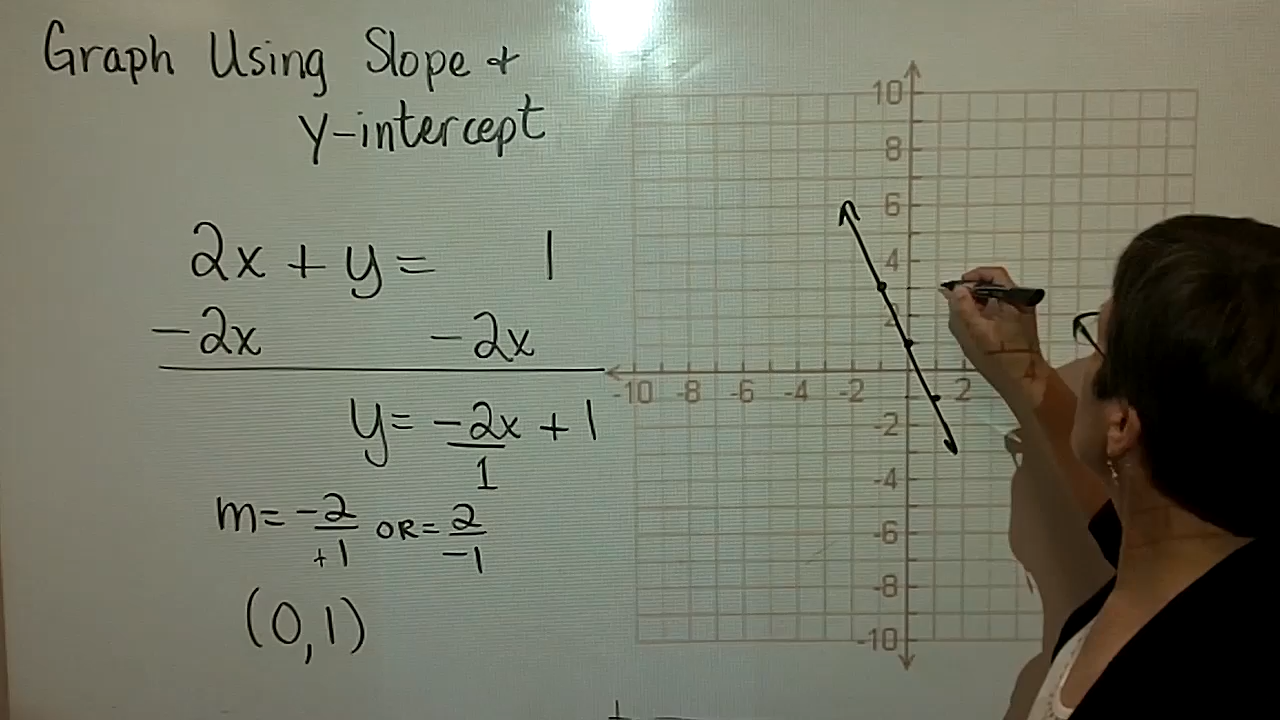 Graph Using Slope +
y-intercept
2x + y = 1
-2x -2x
y = -2x + 1
1
m = -2 OR = 2
+1 -1
(0,1)
10
8
6
4
2
-10 -8 -6 -4 -2 2
-2
-4
-6
-8
-10